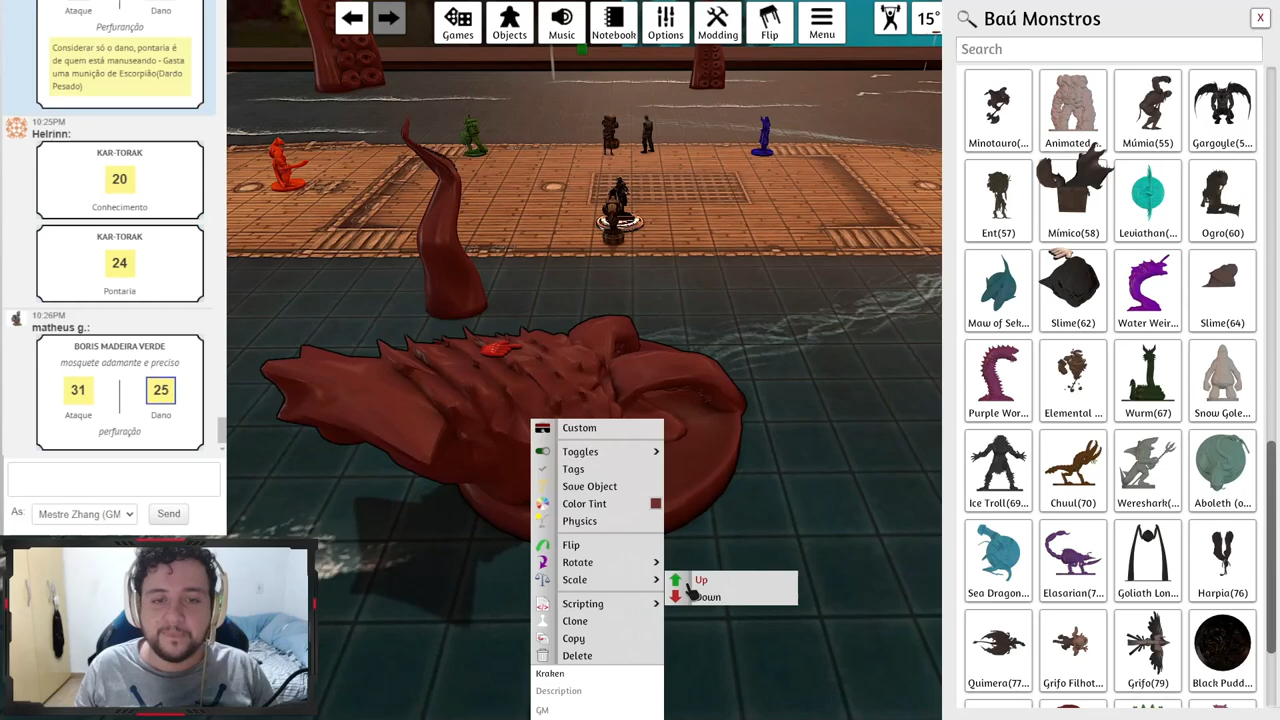 Dano
Perfuração
Considerar só o dano, pontaria é
de quem está manuseando - Gasta
uma munição de Escorpião(Dardo
Pesado)
10:25PM
Helrinn:
KAR-TORAK
20
Conhecimento
KAR-TORAK
24
Pontaria
10:26PM
matheus g.:
BORIS MADEIRA VERDE
mosquete adamante e preciso
31
25
Ataque
Dano
perfuração
As:
Mestre Zhang (GM
Send
Games
Objects
Music
Notebook
Options
Modding
Flip
Menu
15°
Custom
Toggles
Tags
Save Object
Color Tint
Physics
Flip
Rotate
Scale
Up
Down
Scripting
Clone
Copy
Delete
Kraken
Description
GM
Baú Monstros
X
Search
Minotauro(...
Animated...
Múmia(55)
Gargoyle(5...
Ent(57)
Mímico(58)
Leviathan(...
Ogro(60)
Maw of Sek...
Slime(62)
Water Weir...
Slime(64)
Purple Wor...
Elemental ...
Wurm(67)
Snow Gole...
Ice Troll(69...
Chuul(70)
Wereshark(...
Aboleth (o...
Sea Dragon...
Elasarian(7...
Goliath Lon...
Harpia(76)
Quimera(77...
Grifo Filhot...
Grifo(79)
Black Pudd...